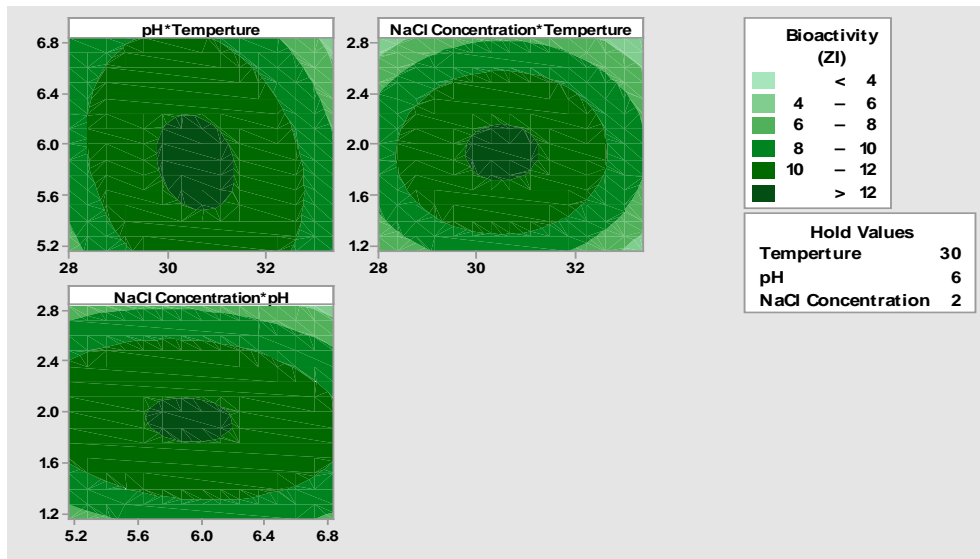 pH*Temperture
6.8
6.4
6.0
5.6
5.2
28 30 32
NaCl Concentration*Temperture
2.8
2.4
2.0
1.6
1.2
28 30 32
NaCl Concentration*pH
2.8
2.4
2.0
1.6
1.2
5.2 5.6 6.0 6.4 6.8
Bioactivity
(ZI)
< 4
4 – 6
6 – 8
8 – 10
10 – 12
> 12
Hold Values
Temperture 30
pH 6
NaCl Concentration 2